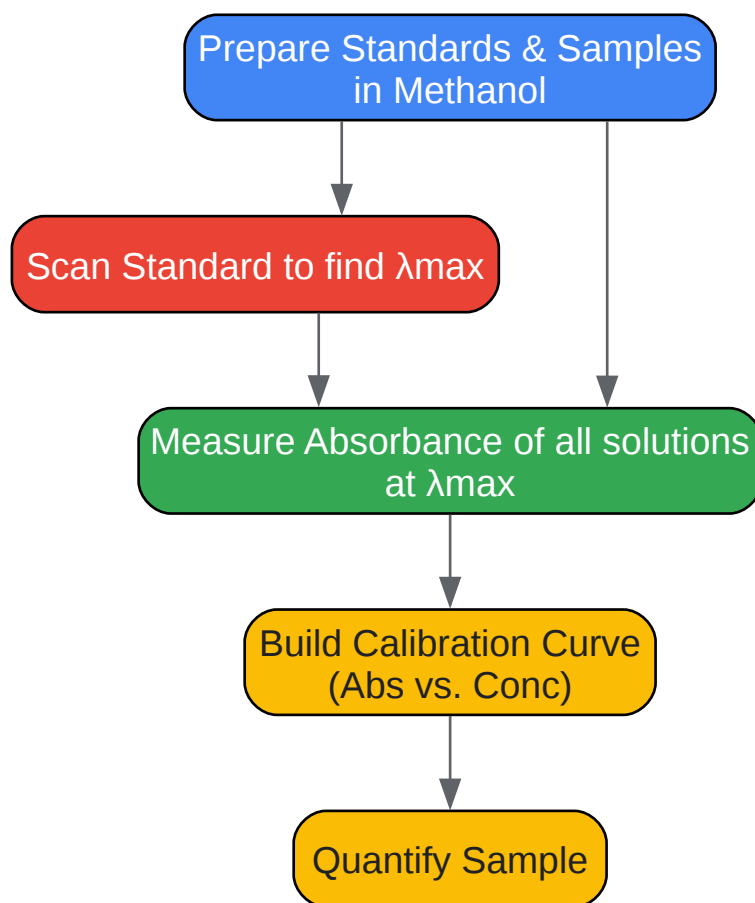 Prepare Standards & Samples
in Methanol
Scan Standard to find λmax
Measure Absorbance of all solutions
at λmax
Build Calibration Curve
(Abs vs. Conc)
Quantify Sample